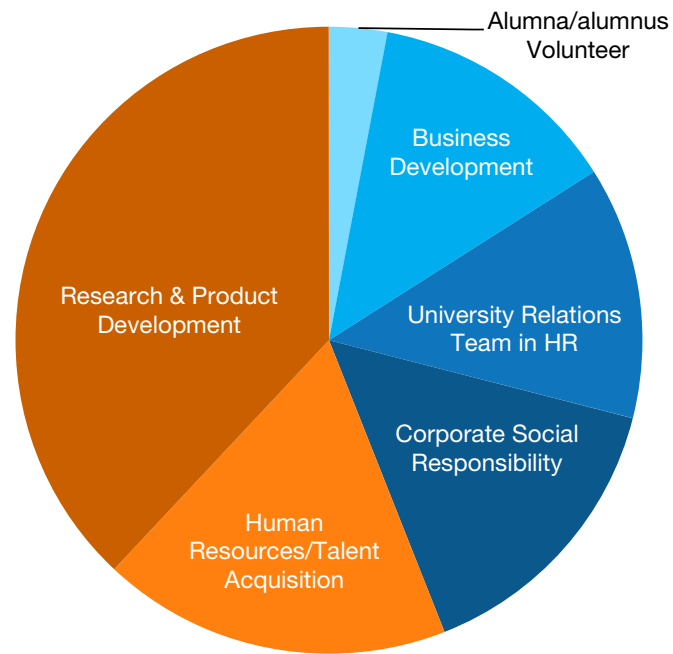 Alumna/alumnus
Volunteer
Business
Development
Research & Product
Development
University Relations
Team in HR
Corporate Social
Responsibility
Human
Resources/Talent
Acquisition